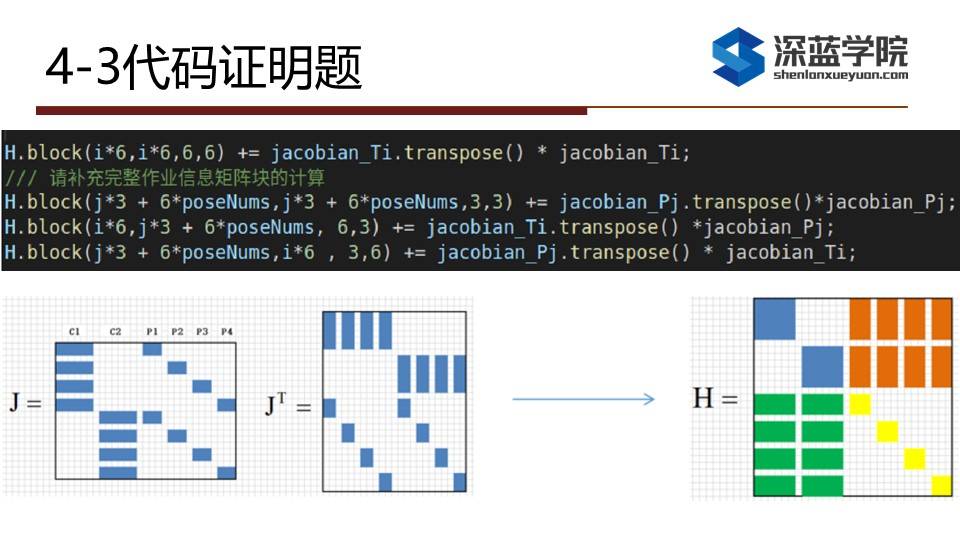 4-3代码证明题
深蓝学院
shenlanxueyuan.com
H.block(i*6,i*6,6,6) += jacobian_Ti.transpose() * jacobian_Ti;
/// 请补充完整作业信息矩阵块的计算
H.block(j*3 + 6*poseNums,j*3 + 6*poseNums,3,3) += jacobian_Pj.transpose()*jacobian_Pj;
H.block(i*6,j*3 + 6*poseNums, 6,3) += jacobian_Ti.transpose() *jacobian_Pj;
H.block(j*3 + 6*poseNums,i*6 , 3,6) += jacobian_Pj.transpose() * jacobian_Ti;
C1 C2 P1 P2 P3 P4
J =
Jᵀ =
H =